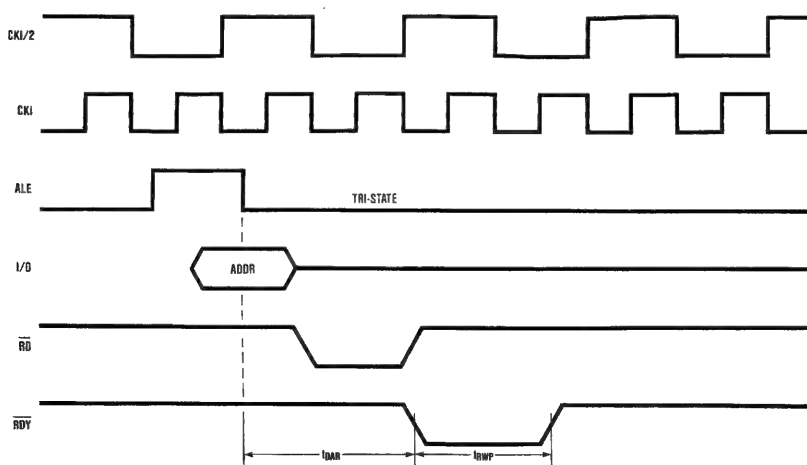 CKI/2
CKI
ALE
TRI-STATE
I/O
ADDR
RD
RDY
tDAR
tRWP